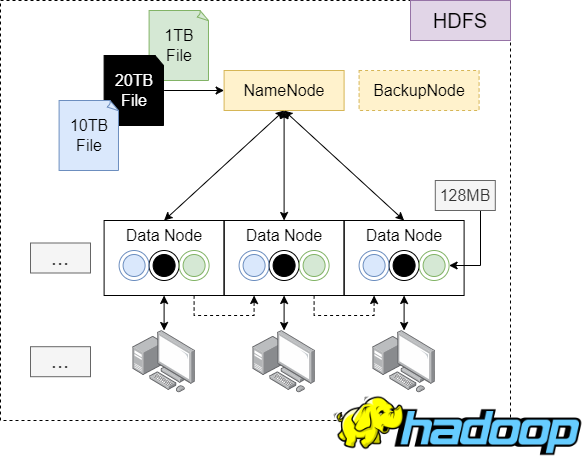 HDFS
1TB
File
20TB
File
10TB
File
NameNode
BackupNode
128MB
Data Node
Data Node
Data Node
...
...
hadoop